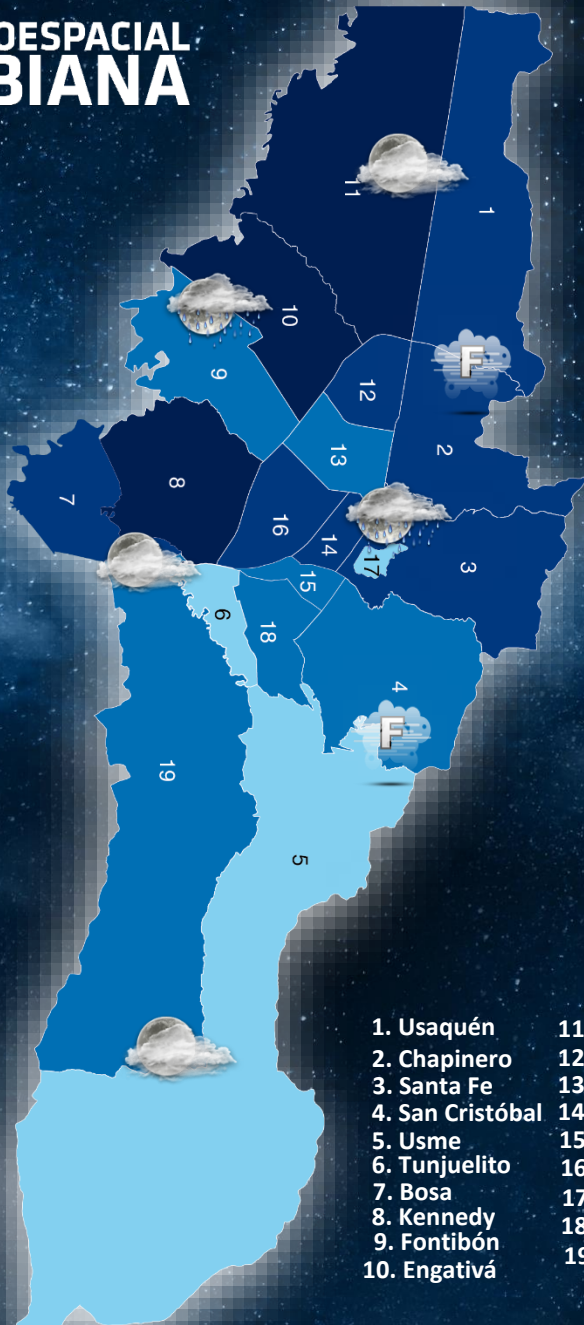 OESPACIAL
BIANA
11
1
F
10
9
12
2
13
8
7
16
14
17
3
15
6
18
4
F
19
5
1. Usaquén
2. Chapinero
3. Santa Fe
4. San Cristóbal
5. Usme
6. Tunjuelito
7. Bosa
8. Kennedy
9. Fontibón
10. Engativá
11
12
13
14
15
16
17
18
19